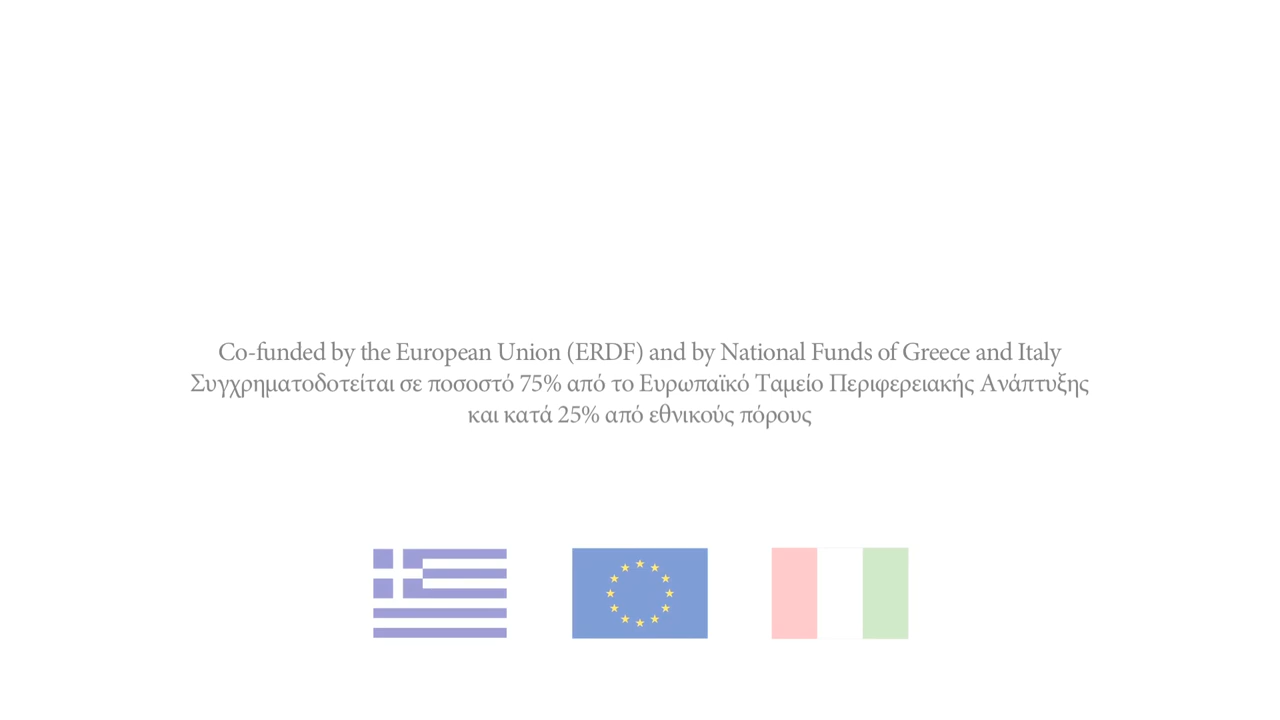 Co-funded by the European Union (ERDF) and by National Funds of Greece and Italy
Συγχρηματοδοτείται σε ποσοστό 75% από το Ευρωπαϊκό Ταμείο Περιφερειακής Ανάπτυξης
και κατά 25% από εθνικούς πόρους